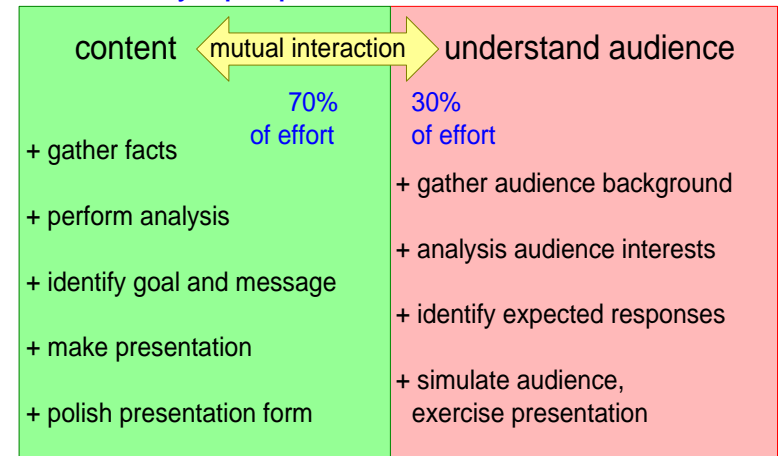 content
mutual interaction
understand audience
70%
of effort
+ gather facts
+ perform analysis
+ identify goal and message
+ make presentation
+ polish presentation form
30%
of effort
+ gather audience background
+ analysis audience interests
+ identify expected responses
+ simulate audience,
exercise presentation